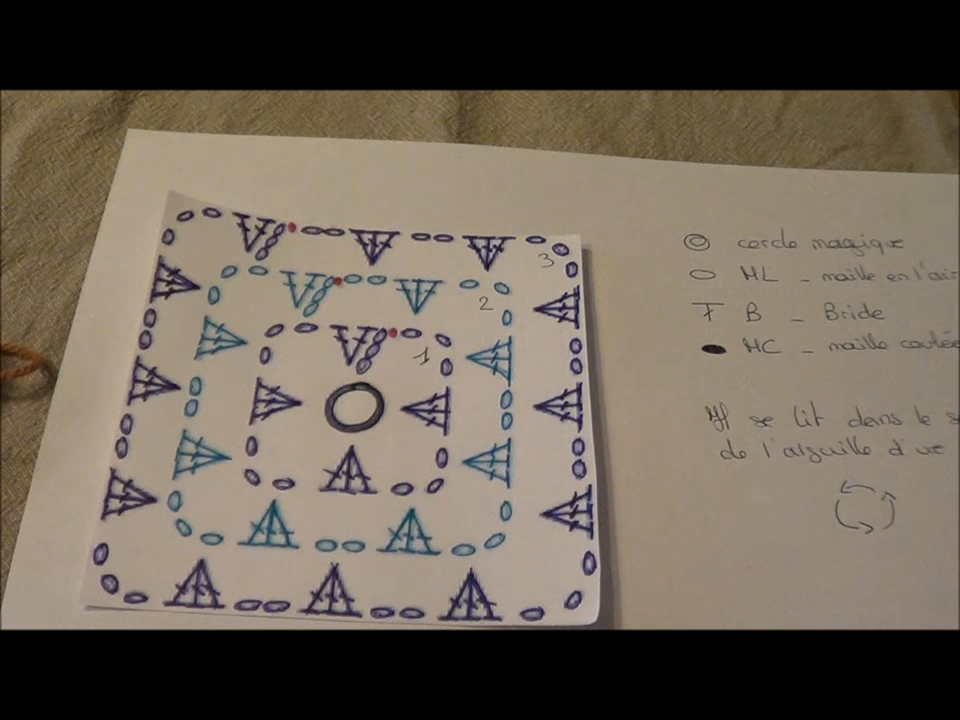 3
2
1
cercle magique
ML - maille en l'air
B - Bride
MC - maille coulée
Il se lit dans le s
de l'aiguille d'u